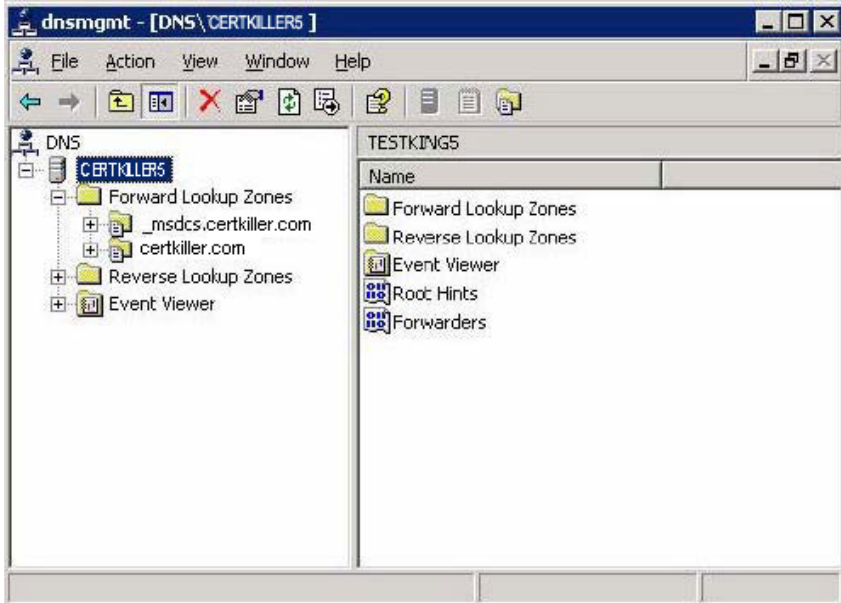 dnsmgmt - [DNS\CERTKILLER5 ]
File Action View Window Help
DNS
CERTKILLER5
Forward Lookup Zones
_msdcs.certkiller.com
certkiller.com
Reverse Lookup Zones
Event Viewer
TESTKING5
Name
Forward Lookup Zones
Reverse Lookup Zones
Event Viewer
Root Hints
Forwarders